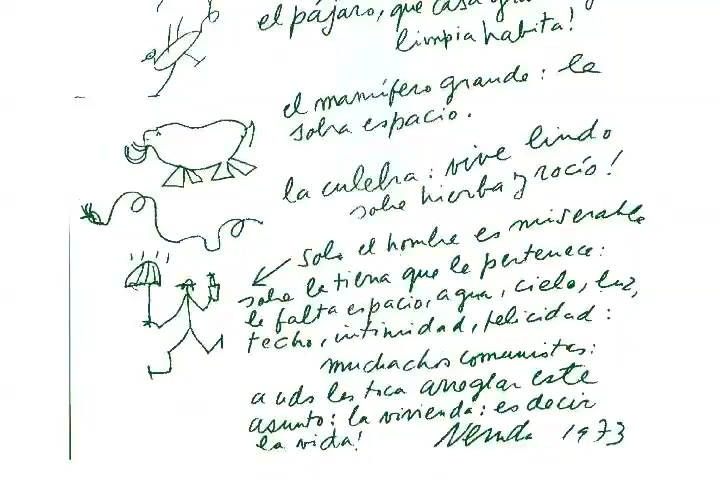 el pájaro, que casa
limpia habita!
el mamífero grande: le
sobra espacio.
la culebra: vive lindo
sobre hierba y rocío!
solo el hombre es miserable
sobre la tierra que le pertenece:
le falta espacio, agua, cielo, luz,
techo, intimidad, felicidad:
muchachos comunistas:
a uds les toca arreglar este
asunto: la vivienda: es decir
la vida!
Neruda 1973